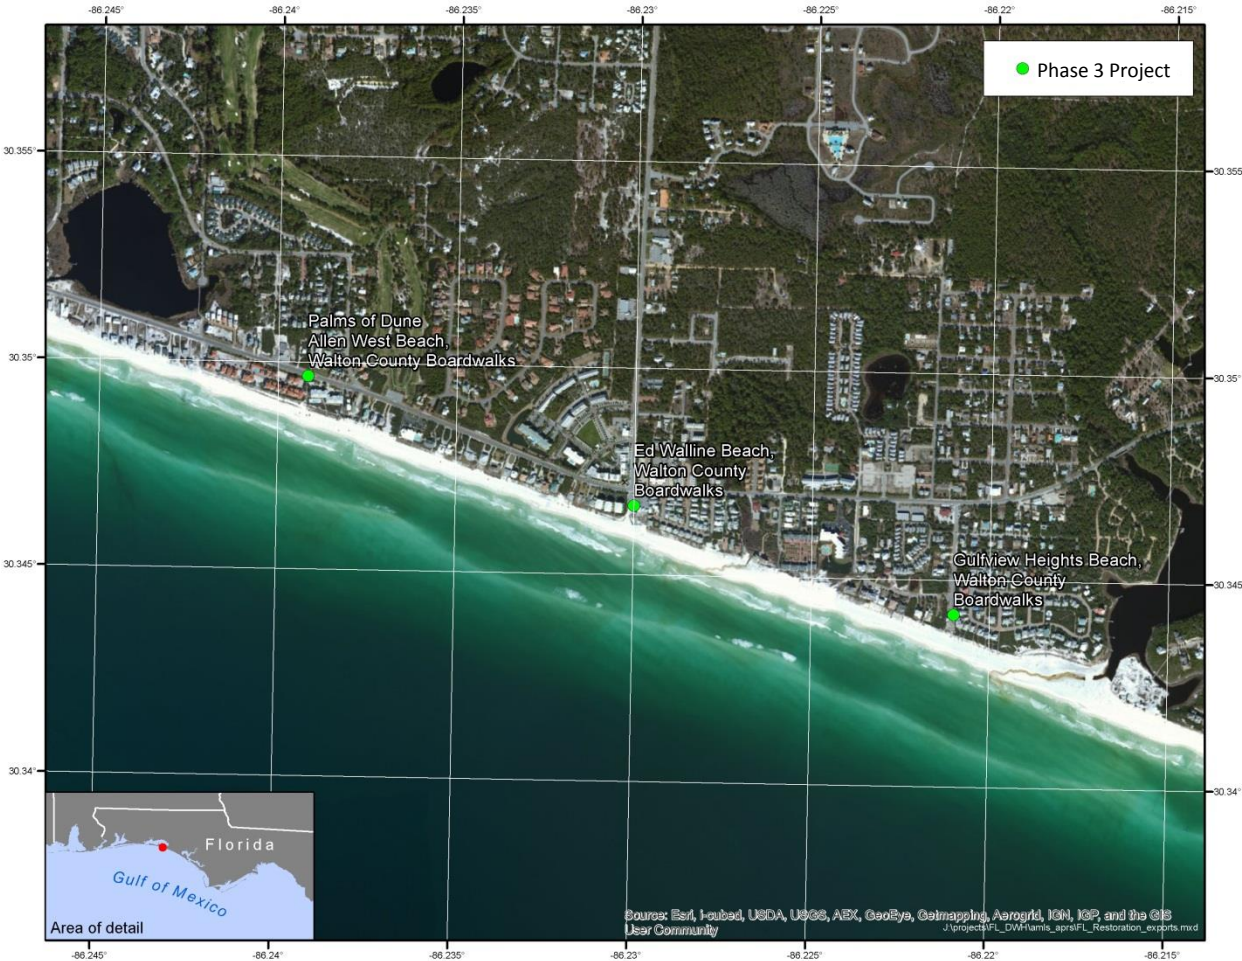 -86.245
-86.24
-86.235
-86.23
-86.225
-86.22
-86.215
Phase 3 Project
30.355°
30.355
Palms of Dune
Allen West Beach,
Walton County Boardwalks
30.35°
30.35°
Ed Walline Beach,
Walton County
Boardwalks
Gulfview Heights Beach,
Walton County
Boardwalks
30.345°
30.345
30.34°
30.34°
Florida
Gulf of Mexico
Area of detail
Source: Esri, i-cubed, USDA, USGS, AEX, GeoEye, Getmapping, Aerogrid, IGN, IGP, and the GIS
User Community
J:\projects\FL_DWH\amis_aprs\FL_Restoration_exports.mxd
-86.245
-86.24
-86.235
-86.23
-86.225
-86.22
-86.215